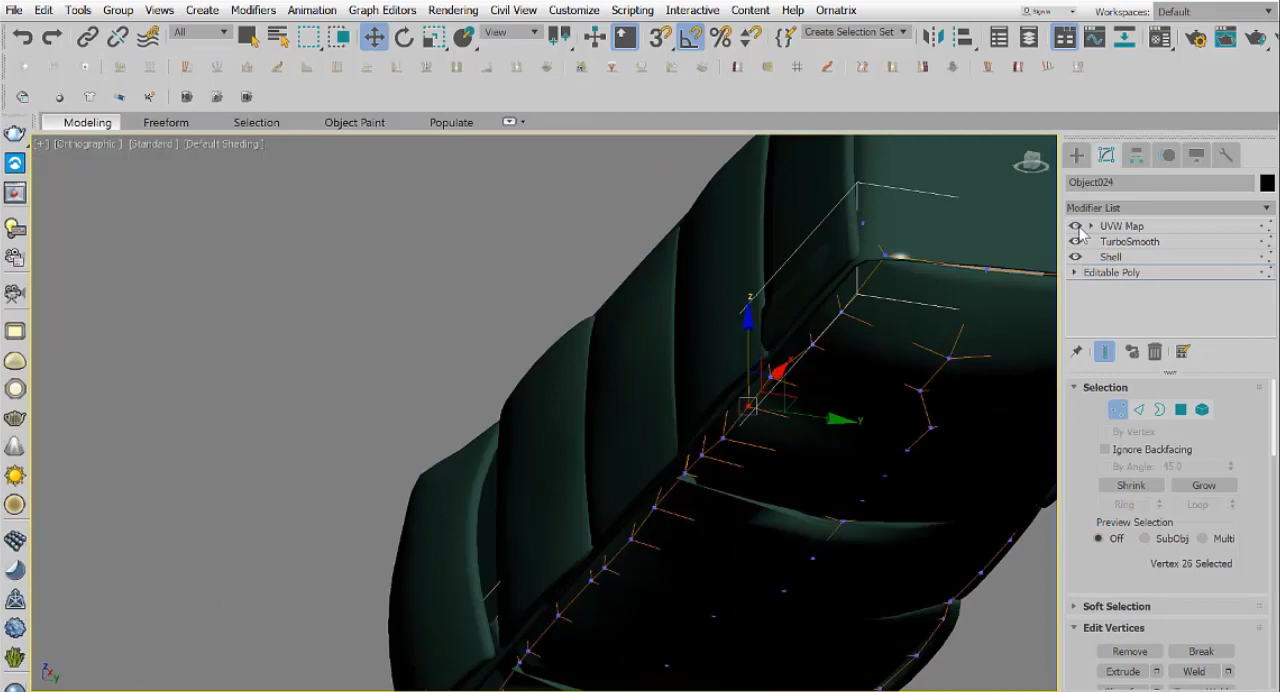 File Edit Tools Group Views Create Modifiers Animation Graph Editors Rendering Civil View Customize Scripting Interactive Content Help Ornatrix Sign In Workspaces: Default
All View Create Selection Set
Modeling Freeform Selection Object Paint Populate
[+] [Orthographic] [Standard] [Default Shading]
Object024
Modifier List
UVW Map
TurboSmooth
Shell
Editable Poly
Selection
By Vertex
Ignore Backfacing
By Angle: 45.0
Shrink Grow
Ring Loop
Preview Selection
Off SubObj Multi
Vertex 26 Selected
Soft Selection
Edit Vertices
Remove Break
Extrude Weld
z
x
y
z
x
y